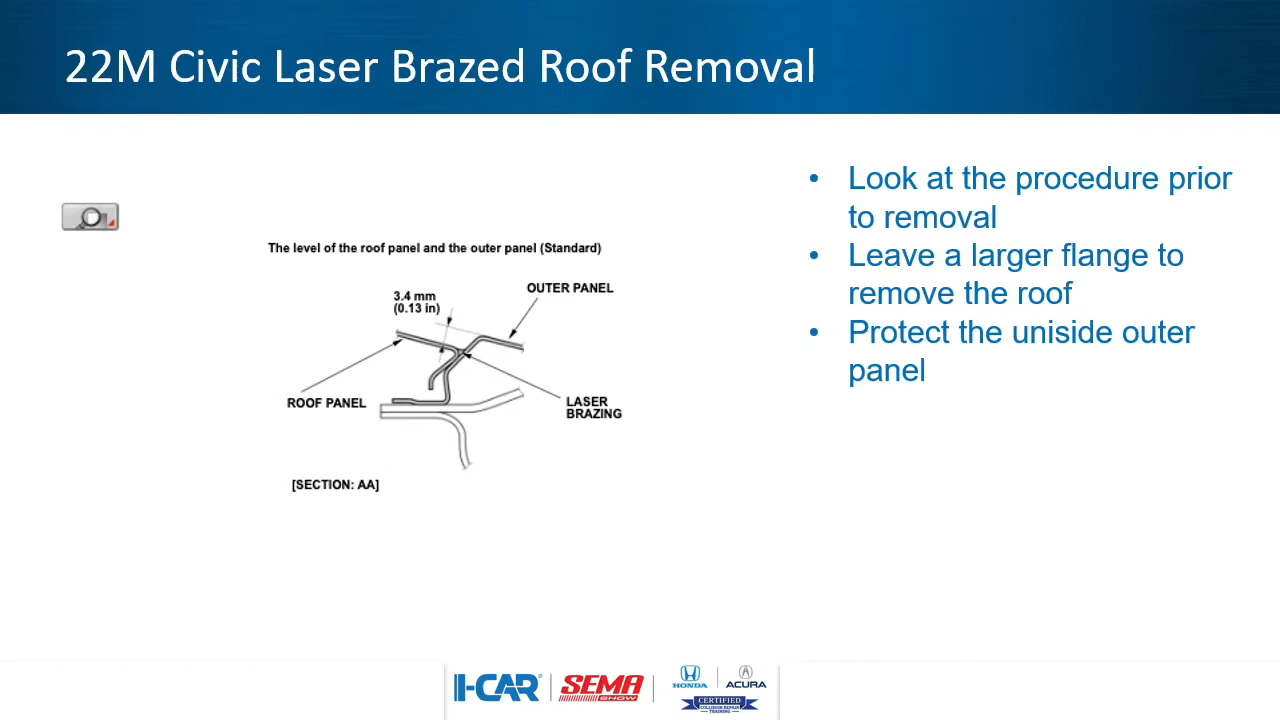 22M Civic Laser Brazed Roof Removal
• Look at the procedure prior
to removal
• Leave a larger flange to
remove the roof
• Protect the uniside outer
panel
The level of the roof panel and the outer panel (Standard)
OUTER PANEL
3.4 mm
(0.13 in)
ROOF PANEL
LASER
BRAZING
[SECTION: AA]
I-CAR®
SEMA
SHOW
HONDA
ACURA
CERTIFIED
COLLISION REPAIR
TRAINING